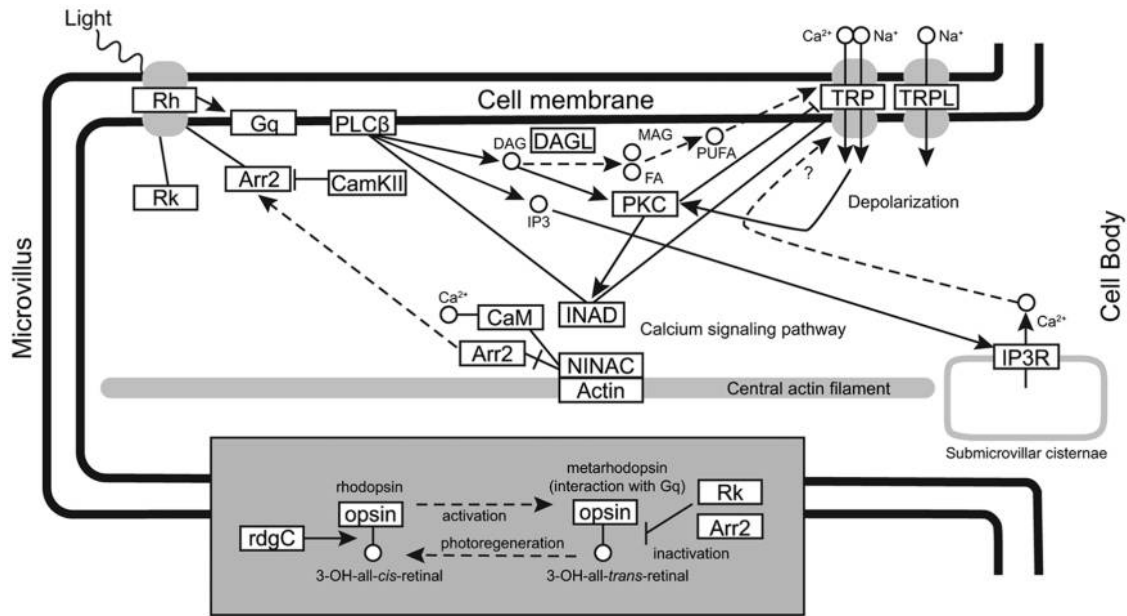 Light
Ca²⁺
Na⁺
Na⁺
Rh
Cell membrane
TRP
TRPL
Gq
PLCβ
DAG
DAGL
MAG
FA
PUFA
?
Rk
Arr2
CamKII
PKC
IP3
Depolarization
Microvillus
Cell Body
Ca²⁺
CaM
INAD
Calcium signaling pathway
Ca²⁺
IP3R
Arr2
NINAC
Actin
Central actin filament
Submicrovillar cisternae
rhodopsin
metarhodopsin
(interaction with Gq)
opsin
activation
opsin
Rk
Arr2
rdgC
photoregeneration
inactivation
3-OH-all-cis-retinal
3-OH-all-trans-retinal